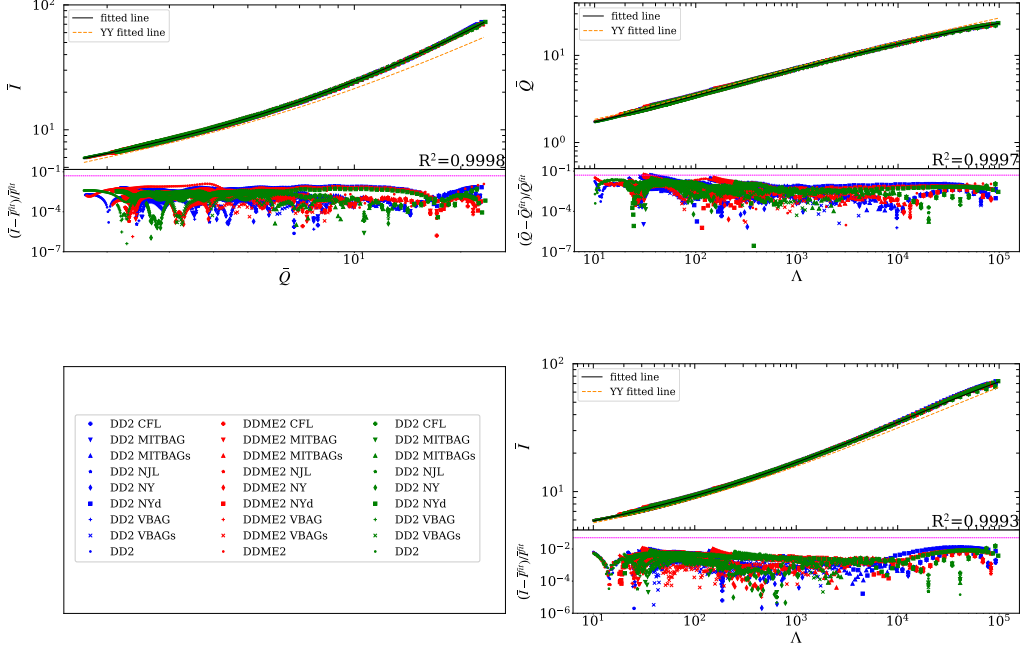 10²
fitted line
YY fitted line
Ī
10¹
R²=0.9998
10⁻¹
10⁻⁴
10⁻⁷
(Ī − Ī^fit)/Ī^fit
10¹
Q̄
fitted line
YY fitted line
Q̄
10¹
10⁰
R²=0.9997
10⁻¹
10⁻⁴
10⁻⁷
(Q̄ − Q̄^fit)/Q̄^fit
10¹ 10² 10³ 10⁴ 10⁵
Λ
DD2 CFL DDME2 CFL DD2 CFL
DD2 MITBAG DDME2 MITBAG DD2 MITBAG
DD2 MITBAGs DDME2 MITBAGs DD2 MITBAGs
DD2 NJL DDME2 NJL DD2 NJL
DD2 NY DDME2 NY DD2 NY
DD2 NYd DDME2 NYd DD2 NYd
DD2 VBAG DDME2 VBAG DD2 VBAG
DD2 VBAGs DDME2 VBAGs DD2 VBAGs
DD2 DDME2 DD2
10²
fitted line
YY fitted line
Ī
10¹
R²=0.9993
10⁻²
10⁻⁴
10⁻⁶
(Ī − Ī^fit)/Ī^fit
10¹ 10² 10³ 10⁴ 10⁵
Λ